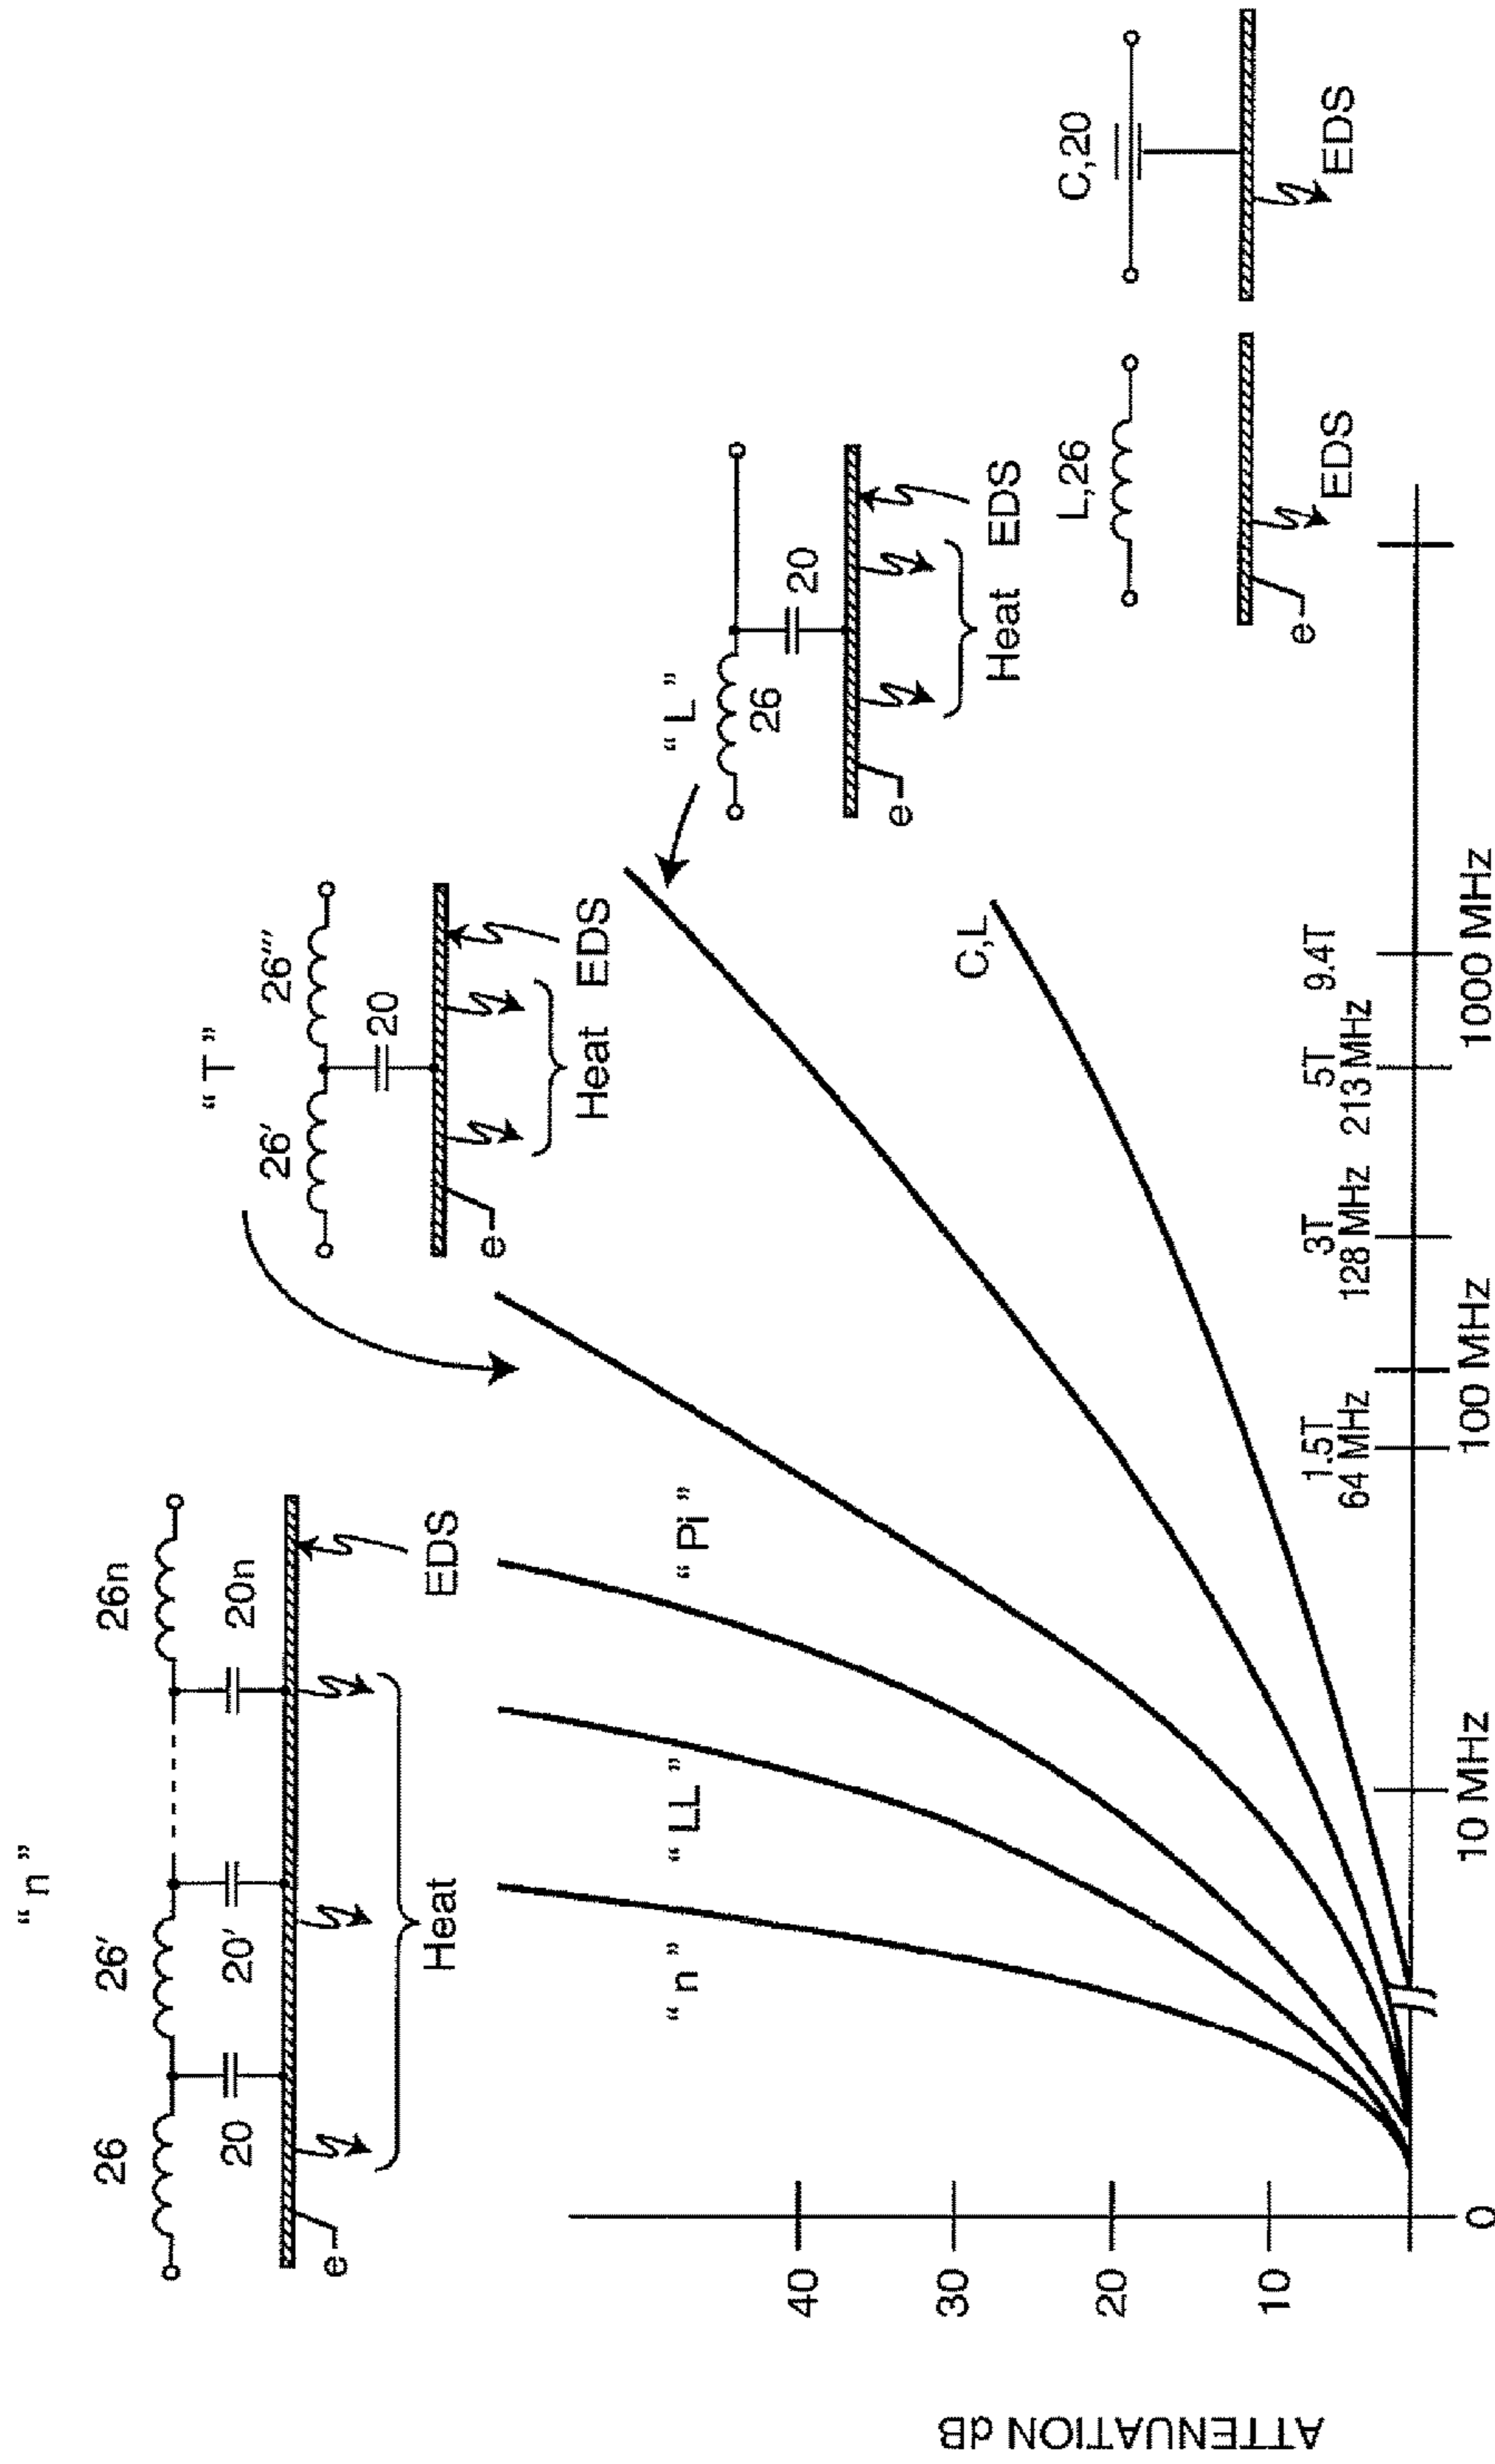 “ n ”
26 26′ 26n
20 20′ 20n
e EDS
Heat
“ T ”
26′ 26‴
20
e Heat EDS
“ L ”
26
20
e Heat EDS
L,26
e EDS
C,20
EDS
ATTENUATION dB
40
30
20
10
“ n ”
“ LL ”
“ Pi ”
C,L
1.5T
64 MHz
3T
128 MHz
5T
213 MHz
9.4T
0 10 MHz 100 MHz 1000 MHz